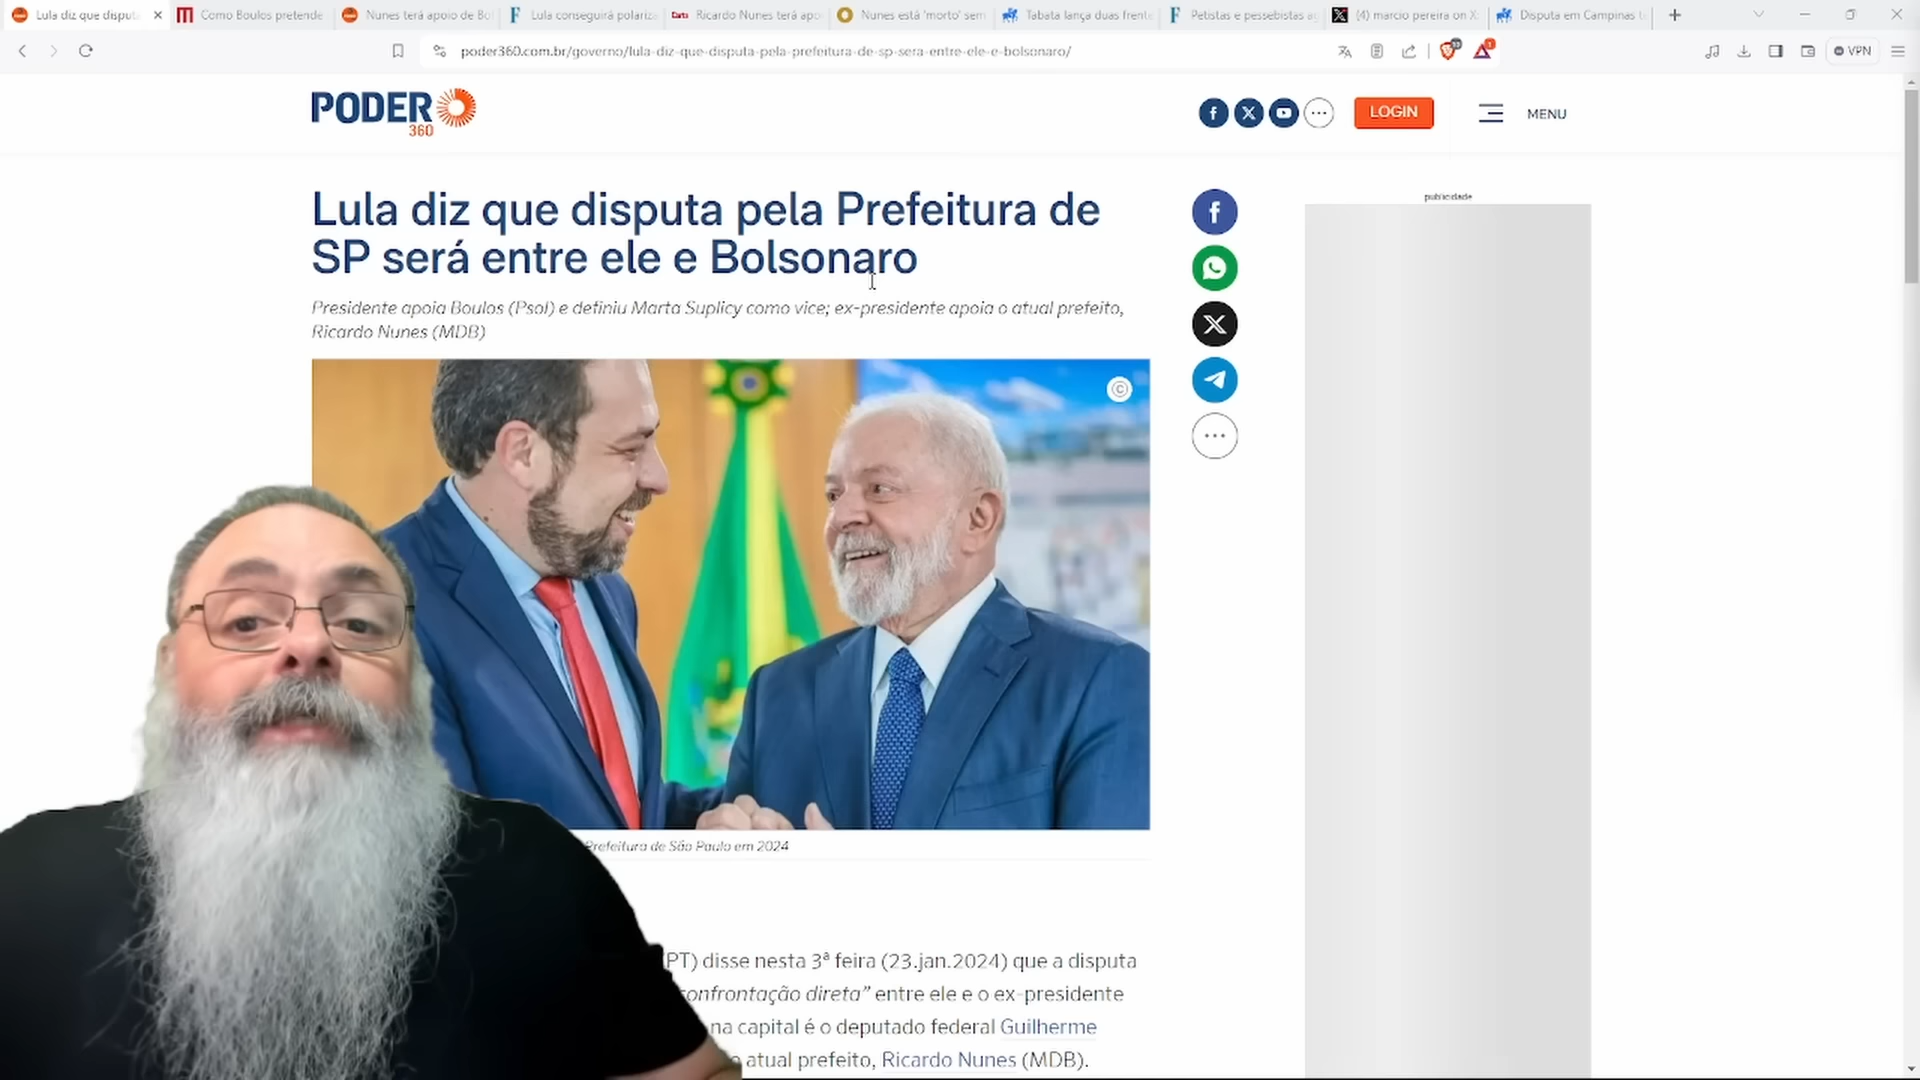 Lula diz que disput
Como Boulos pretende
Nunes terá apoio de Bol
Lula conseguirá polariza
Ricardo Nunes terá apo
Nunes está 'morto' sem
Tabata lança duas frent
Petistas e pessebistas a
(4) marcio pereira on X:
Disputa em Campinas t
poder360.com.br/governo/lula-diz-que-disputa-pela-prefeitura-de-sp-sera-entre-ele-e-bolsonaro/
VPN
PODER
360
LOGIN
MENU
Lula diz que disputa pela Prefeitura de
SP será entre ele e Bolsonaro
Presidente apoia Boulos (Psol) e definiu Marta Suplicy como vice; ex-presidente apoia o atual prefeito,
Ricardo Nunes (MDB)
publicidade
Prefeitura de São Paulo em 2024
PT) disse nesta 3ª feira (23.jan.2024) que a disputa
confrontação direta” entre ele e o ex-presidente
na capital é o deputado federal Guilherme
o atual prefeito, Ricardo Nunes (MDB).